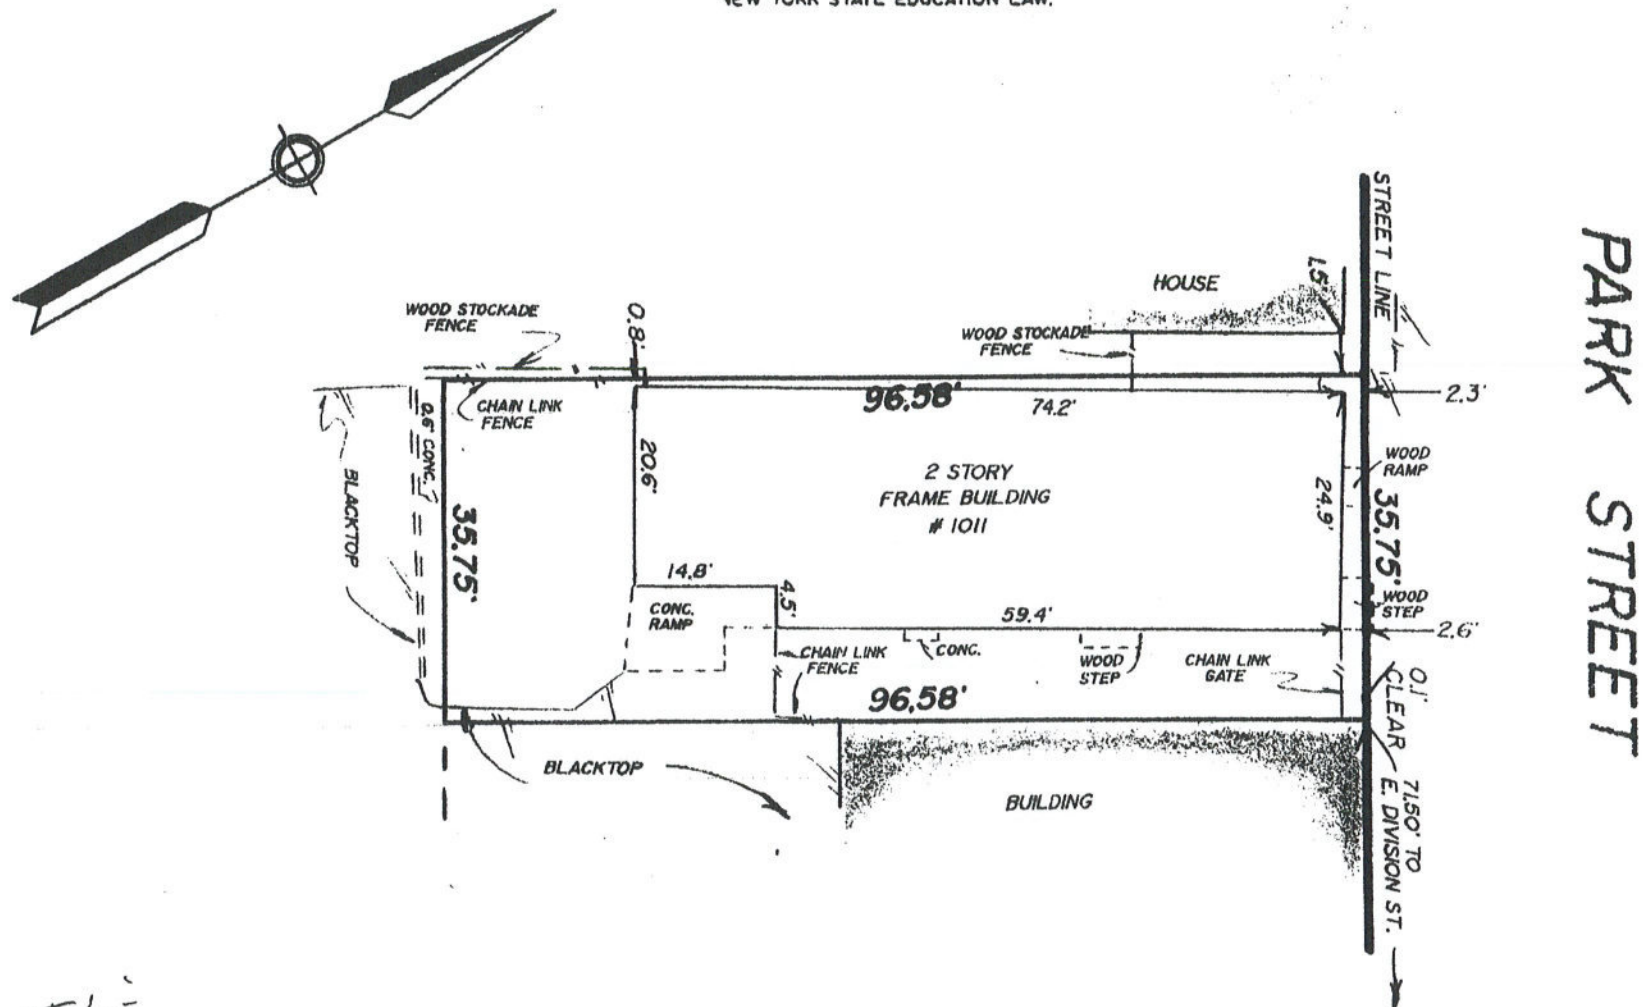 NEW YORK STATE EDUCATION LAW.
PARK STREET
STREET LINE
HOUSE
1.5'
WOOD STOCKADE
FENCE
0.8'
WOOD STOCKADE
FENCE
96.58'
74.2'
2.3'
CHAIN LINK
FENCE
0.6' CONC.
BLACKTOP
35.75'
20.6'
2 STORY
FRAME BUILDING
# 1011
24.9'
WOOD
RAMP
35.75'
14.8'
4.5'
CONC.
RAMP
59.4'
WOOD
STEP
2.6'
CHAIN LINK
FENCE
CONC.
WOOD
STEP
CHAIN LINK
GATE
96.58'
0.1'
CLEAR
71.50' TO
E. DIVISION ST.
BLACKTOP
BUILDING